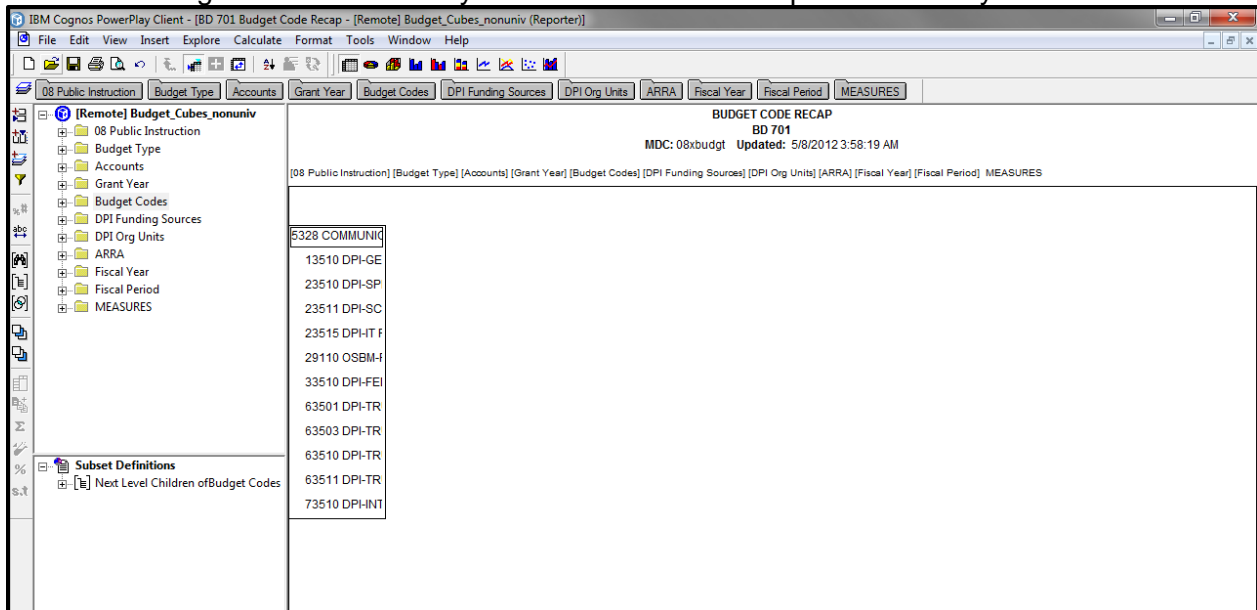 IBM Cognos PowerPlay Client - [BD 701 Budget Code Recap - [Remote] Budget_Cubes_nonuniv (Reporter)]
File Edit View Insert Explore Calculate Format Tools Window Help
08 Public Instruction Budget Type Accounts Grant Year Budget Codes DPI Funding Sources DPI Org Units ARRA Fiscal Year Fiscal Period MEASURES
[Remote] Budget_Cubes_nonuniv
08 Public Instruction
Budget Type
Accounts
Grant Year
Budget Codes
DPI Funding Sources
DPI Org Units
ARRA
Fiscal Year
Fiscal Period
MEASURES
Subset Definitions
Next Level Children ofBudget Codes
BUDGET CODE RECAP
BD 701
MDC: 08xbudgt Updated: 5/8/2012 3:58:19 AM
[08 Public Instruction] [Budget Type] [Accounts] [Grant Year] [Budget Codes] [DPI Funding Sources] [DPI Org Units] [ARRA] [Fiscal Year] [Fiscal Period] MEASURES
5328 COMMUNIC
13510 DPI-GE
23510 DPI-SP
23511 DPI-SC
23515 DPI-IT
29110 OSBM-
33510 DPI-FE
63501 DPI-TR
63503 DPI-TR
63510 DPI-TR
63511 DPI-TR
73510 DPI-INT